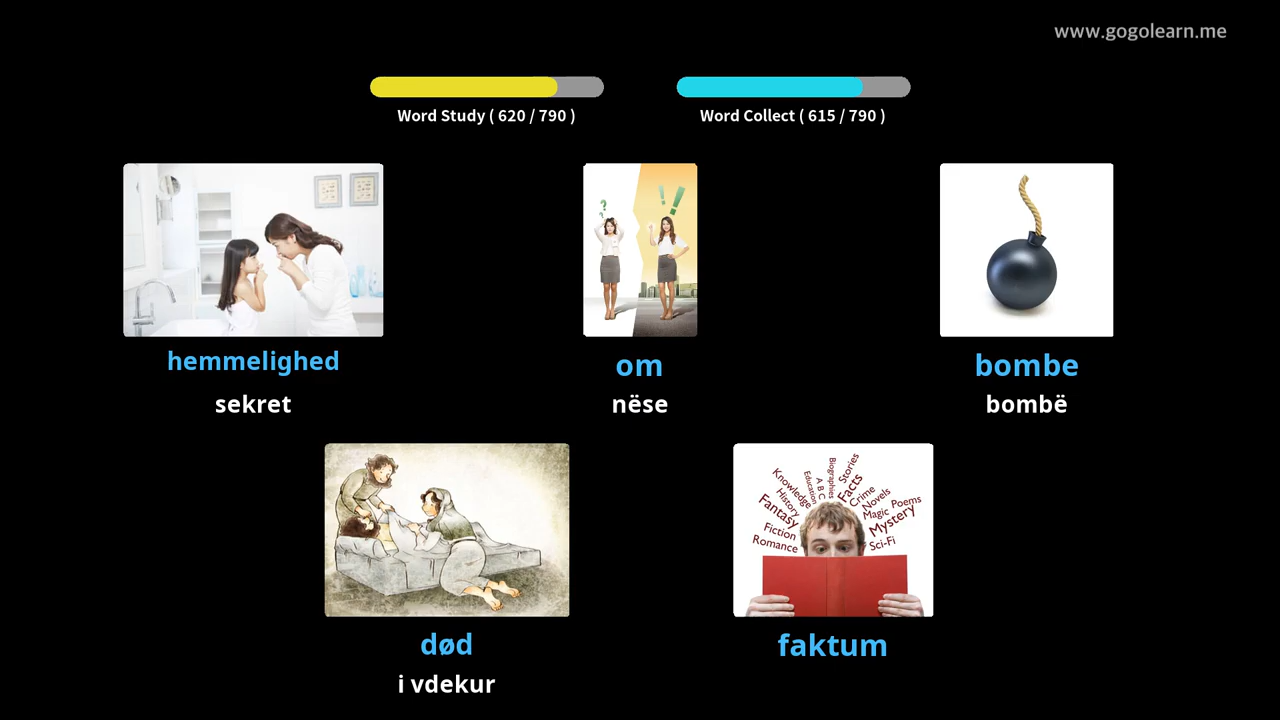 www.gogolearn.me
Word Study ( 620 / 790 )
Word Collect ( 615 / 790 )
hemmelighed
sekret
om
nëse
bombe
bombë
død
i vdekur
Knowledge
History
Fantasy
Fiction
Romance
Education
A B C
Biographies
Stories
Facts
Crime
Novels
Magic
Poems
Mystery
Sci-Fi
?
!!
faktum